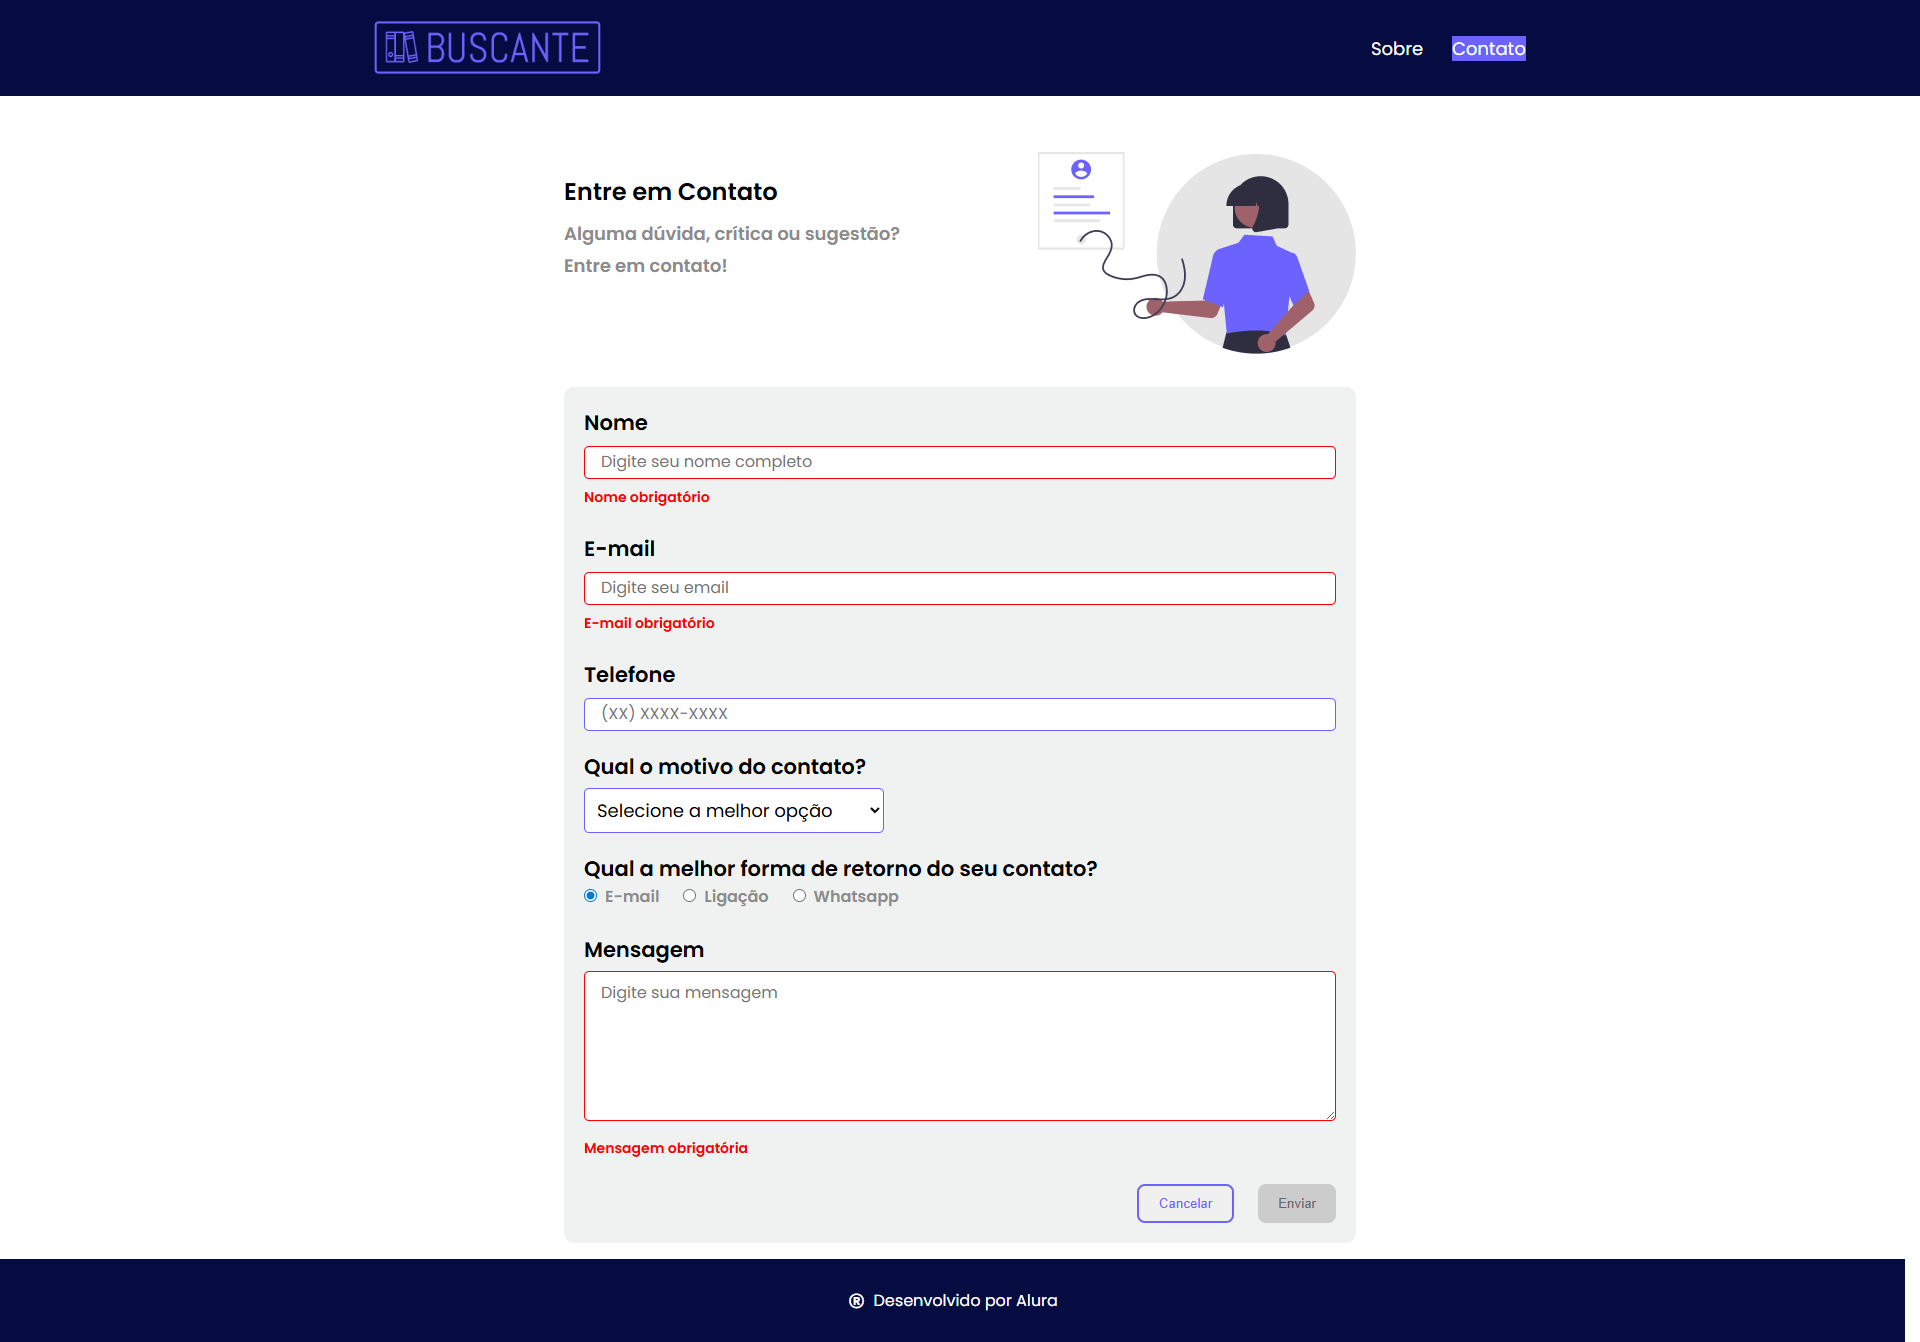 BUSCANTE
Sobre
Contato
Entre em Contato
Alguma dúvida, crítica ou sugestão?
Entre em contato!
Nome
Digite seu nome completo
Nome obrigatório
E-mail
Digite seu email
E-mail obrigatório
Telefone
(XX) XXXX-XXXX
Qual o motivo do contato?
Selecione a melhor opção
Qual a melhor forma de retorno do seu contato?
E-mail Ligação Whatsapp
Mensagem
Digite sua mensagem
Mensagem obrigatória
Cancelar Enviar
® Desenvolvido por Alura